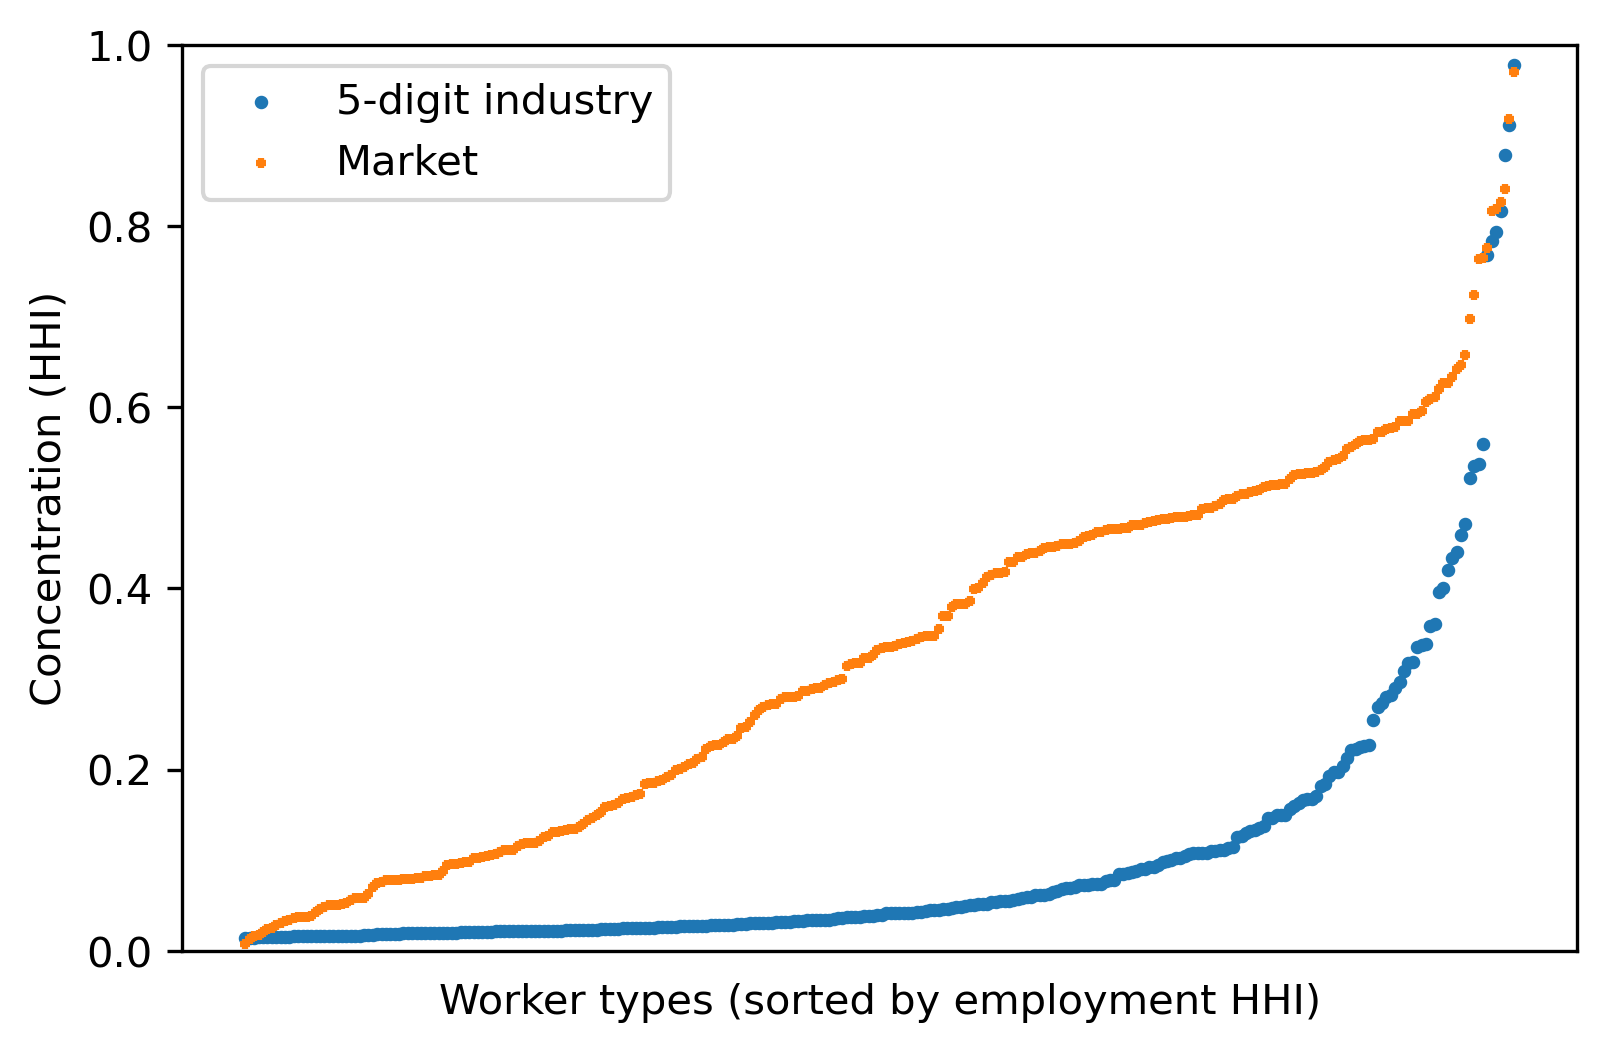 1.0
0.8
0.6
0.4
0.2
0.0
Concentration (HHI)
5-digit industry
Market
Worker types (sorted by employment HHI)